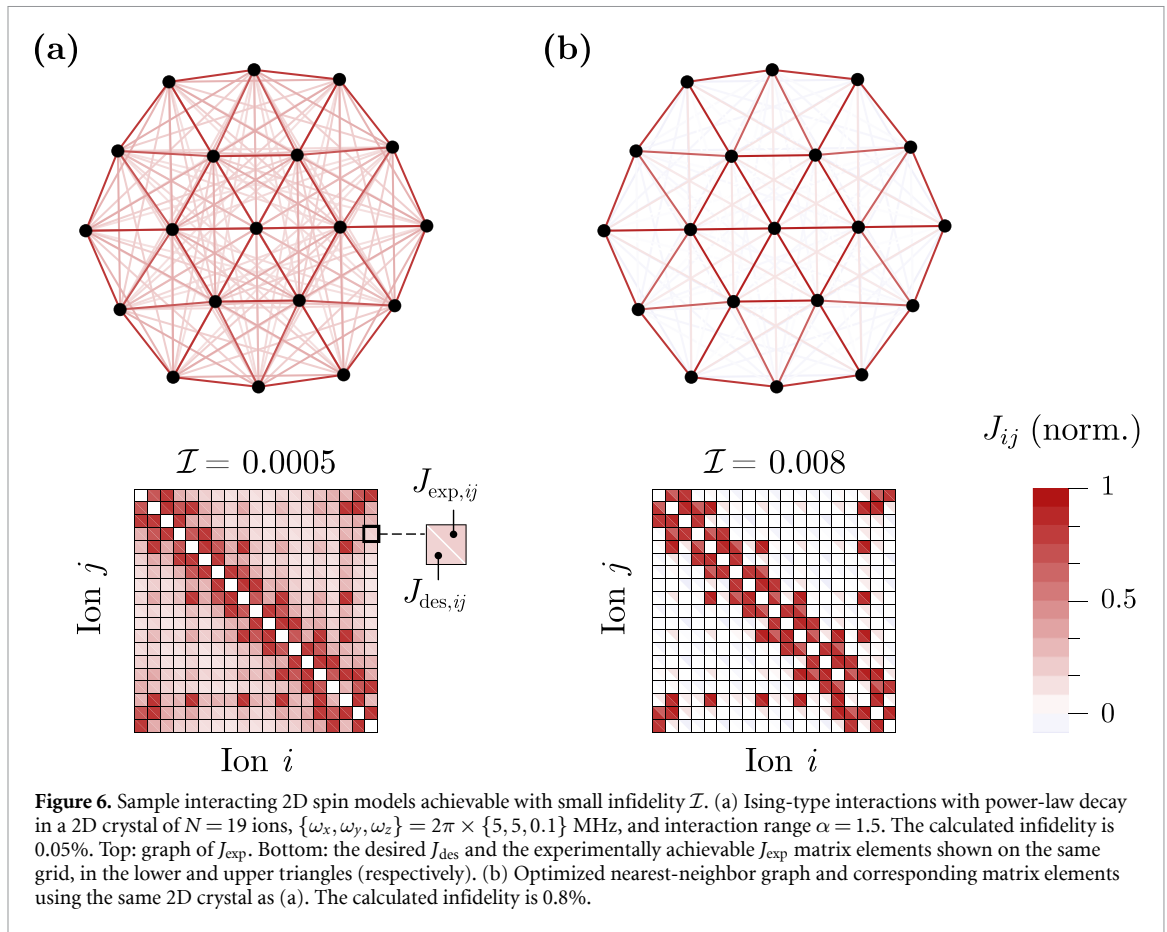 (a)
(b)
𝓘 = 0.0005
𝓘 = 0.008
J_exp,ij
J_des,ij
Ion j
Ion i
Ion j
Ion i
J_ij (norm.)
1
0.5
0
Figure 6. Sample interacting 2D spin models achievable with small infidelity 𝓘. (a) Ising-type interactions with power-law decay
in a 2D crystal of N = 19 ions, {ω_x, ω_y, ω_z} = 2π × {5, 5, 0.1} MHz, and interaction range α = 1.5. The calculated infidelity is
0.05%. Top: graph of J_exp. Bottom: the desired J_des and the experimentally achievable J_exp matrix elements shown on the same
grid, in the lower and upper triangles (respectively). (b) Optimized nearest-neighbor graph and corresponding matrix elements
using the same 2D crystal as (a). The calculated infidelity is 0.8%.